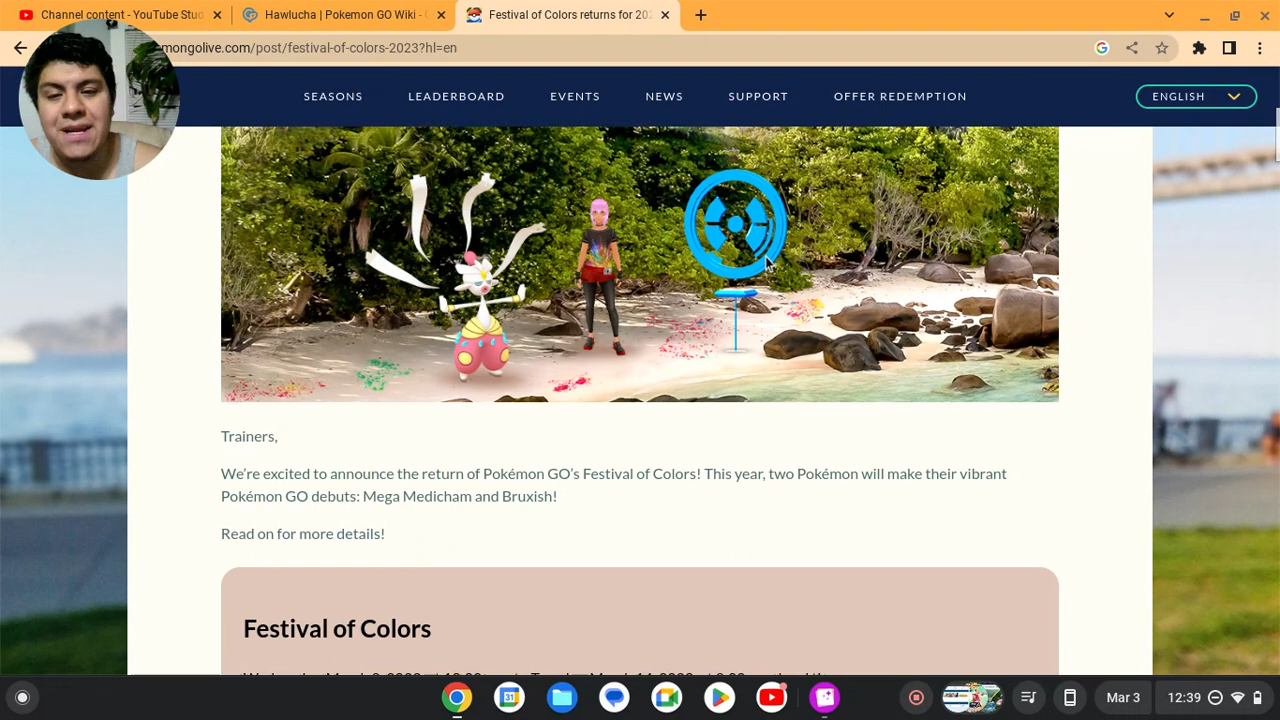 Content - YouTube Stud
Hawlucha | Pokemon GO Wiki -
Festival of Colors returns for 202
mongolive.com/post/festival-of-colors-2023?hl=en
SEASONS LEADERBOARD EVENTS NEWS SUPPORT OFFER REDEMPTION ENGLISH
Trainers,
We're excited to announce the return of Pokémon GO's Festival of Colors! This year, two Pokémon will make their vibrant
Pokémon GO debuts: Mega Medicham and Bruxish!
Read on for more details!
Festival of Colors
Mar 3 12:39